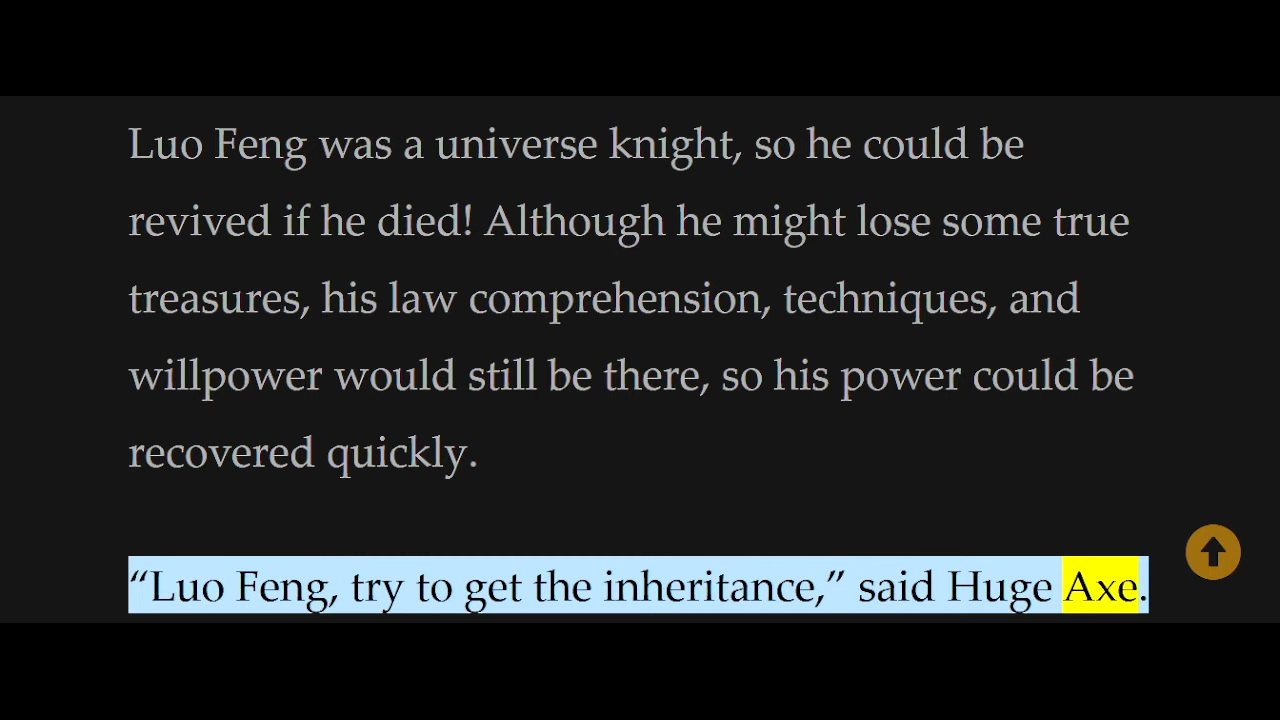 Luo Feng was a universe knight, so he could be
revived if he died! Although he might lose some true
treasures, his law comprehension, techniques, and
willpower would still be there, so his power could be
recovered quickly.
“Luo Feng, try to get the inheritance,” said Huge Axe.